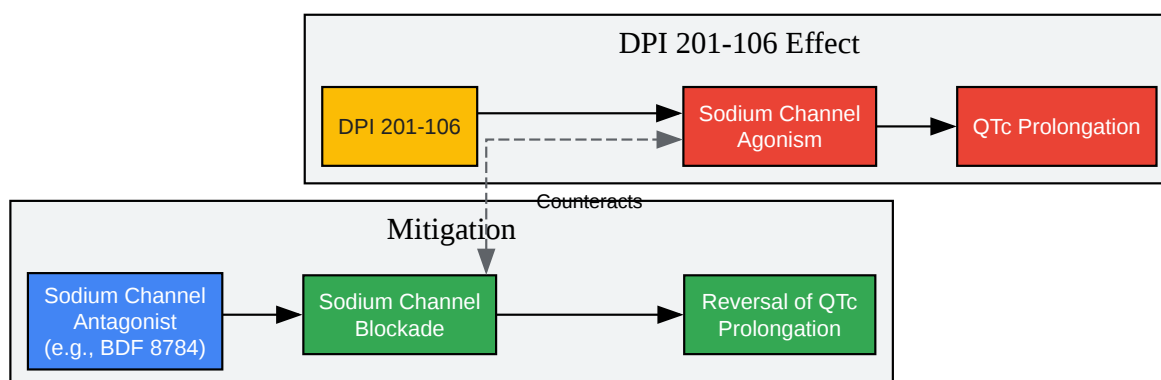 DPI 201-106 Effect
DPI 201-106
Sodium Channel
Agonism
QTc Prolongation
Counteracts
Mitigation
Sodium Channel
Antagonist
(e.g., BDF 8784)
Sodium Channel
Blockade
Reversal of QTc
Prolongation